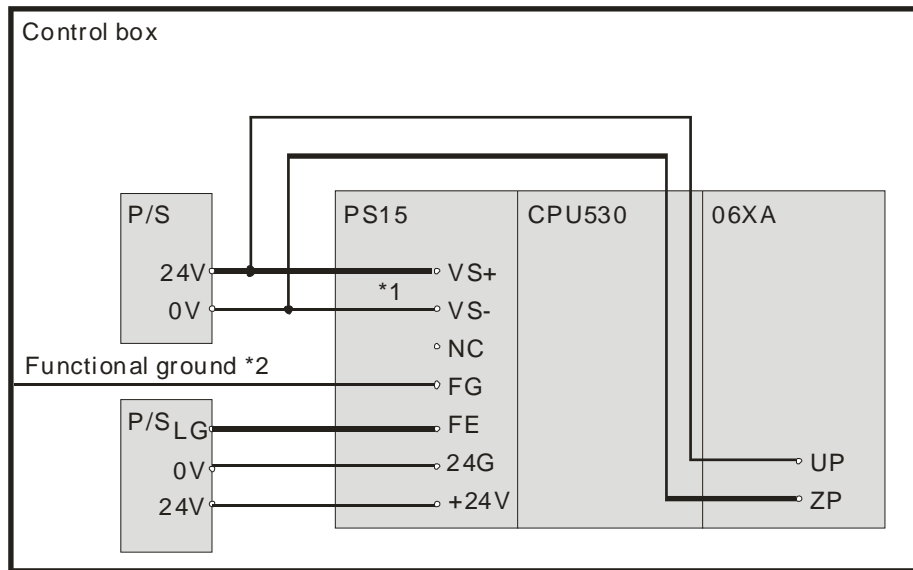 Control box
P/S
PS15
CPU530
06XA
24V
VS+
*1
0V
VS-
NC
Functional ground *2
FG
P/S
LG
FE
0V
24G
UP
24V
+24V
ZP